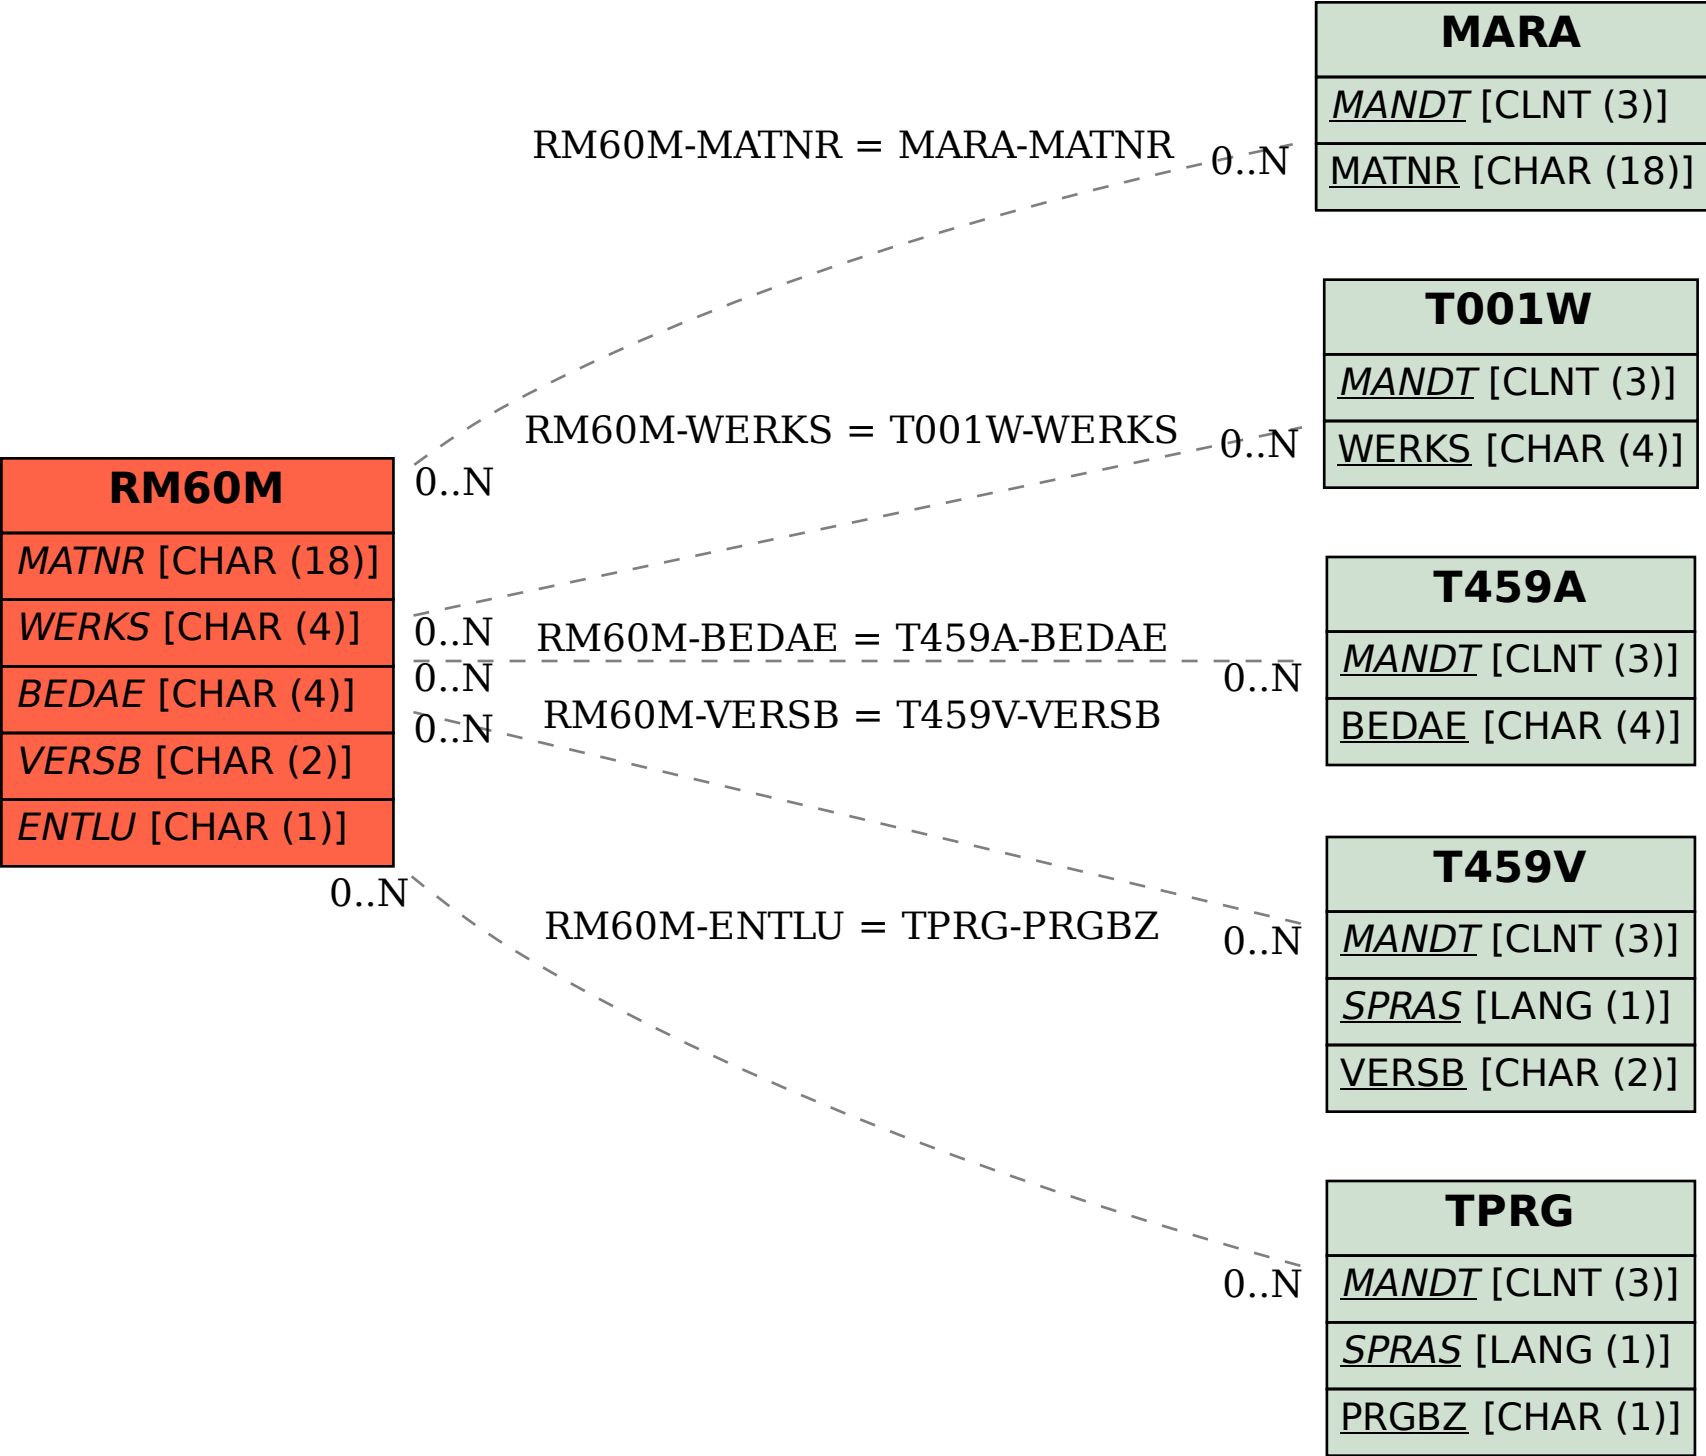 MARA
MANDT [CLNT (3)]
MATNR [CHAR (18)]
RM60M-MATNR = MARA-MATNR
0..N
0..N
T001W
MANDT [CLNT (3)]
WERKS [CHAR (4)]
RM60M-WERKS = T001W-WERKS
0..N
0..N
RM60M
MATNR [CHAR (18)]
WERKS [CHAR (4)]
BEDAE [CHAR (4)]
VERSB [CHAR (2)]
ENTLU [CHAR (1)]
T459A
MANDT [CLNT (3)]
BEDAE [CHAR (4)]
RM60M-BEDAE = T459A-BEDAE
0..N
0..N
RM60M-VERSB = T459V-VERSB
0..N
0..N
T459V
MANDT [CLNT (3)]
SPRAS [LANG (1)]
VERSB [CHAR (2)]
RM60M-ENTLU = TPRG-PRGBZ
0..N
0..N
TPRG
MANDT [CLNT (3)]
SPRAS [LANG (1)]
PRGBZ [CHAR (1)]